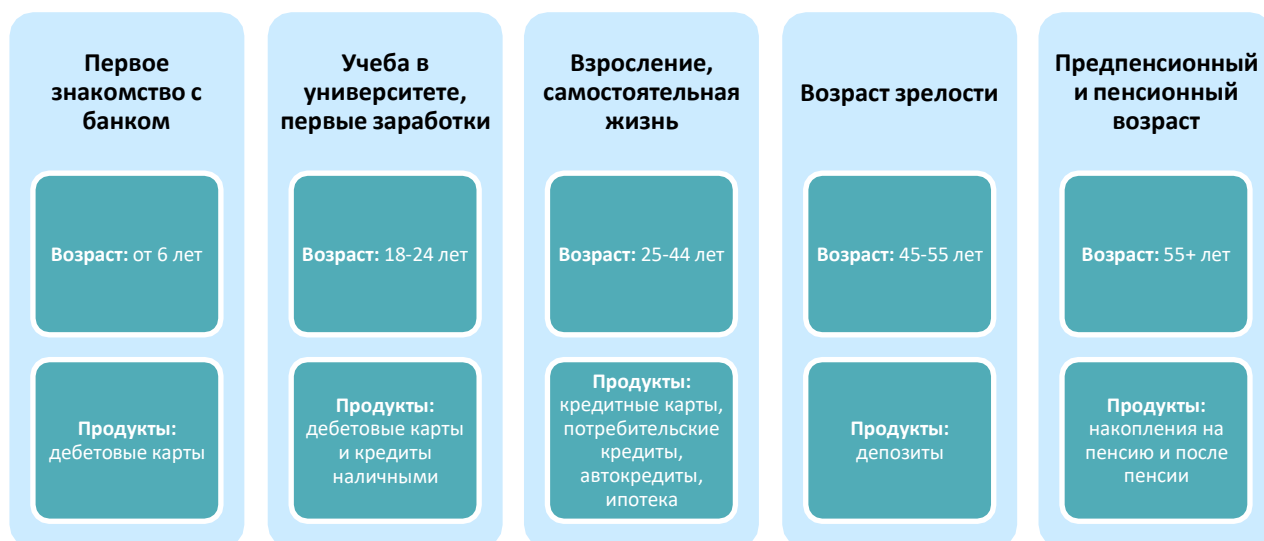 Первое
знакомство с
банком
Возраст: от 6 лет
Продукты:
дебетовые карты
Учеба в
университете,
первые заработки
Возраст: 18-24 лет
Продукты:
дебетовые карты
и кредиты
наличными
Взросление,
самостоятельная
жизнь
Возраст: 25-44 лет
Продукты:
кредитные карты,
потребительские
кредиты,
автокредиты,
ипотека
Возраст зрелости
Возраст: 45-55 лет
Продукты:
депозиты
Предпенсионный
и пенсионный
возраст
Возраст: 55+ лет
Продукты:
накопления на
пенсию и после
пенсии